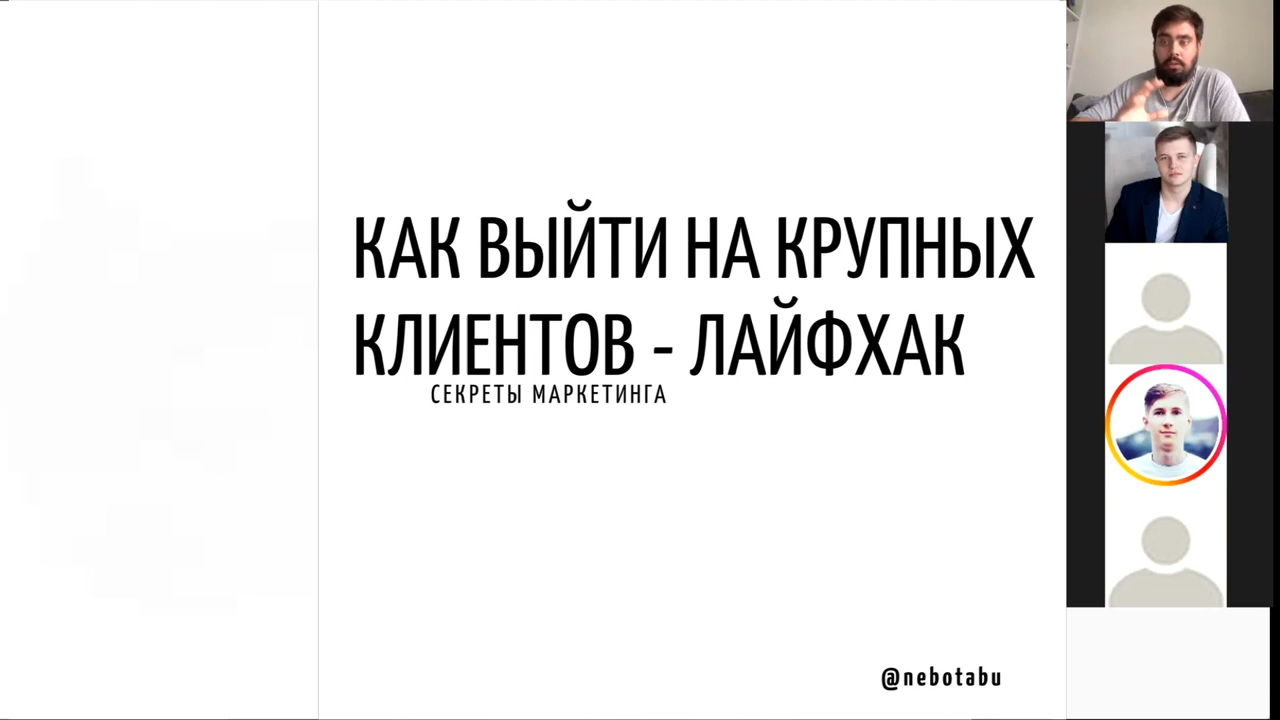 КАК ВЫЙТИ НА КРУПНЫХ
КЛИЕНТОВ - ЛАЙФХАК
СЕКРЕТЫ МАРКЕТИНГА
@nebotabu